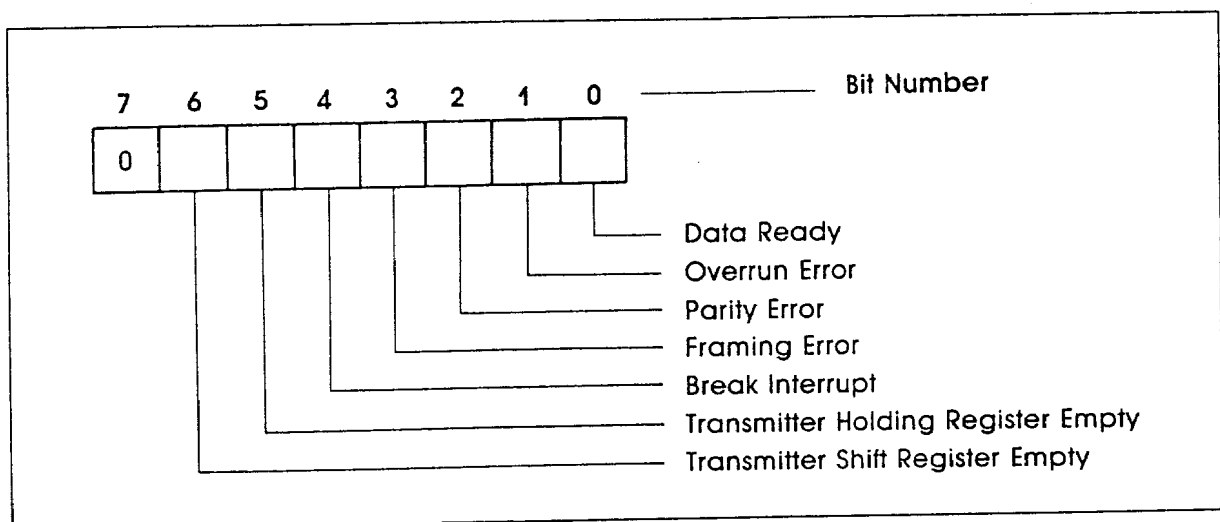 7 6 5 4 3 2 1 0 Bit Number
0
Data Ready
Overrun Error
Parity Error
Framing Error
Break Interrupt
Transmitter Holding Register Empty
Transmitter Shift Register Empty